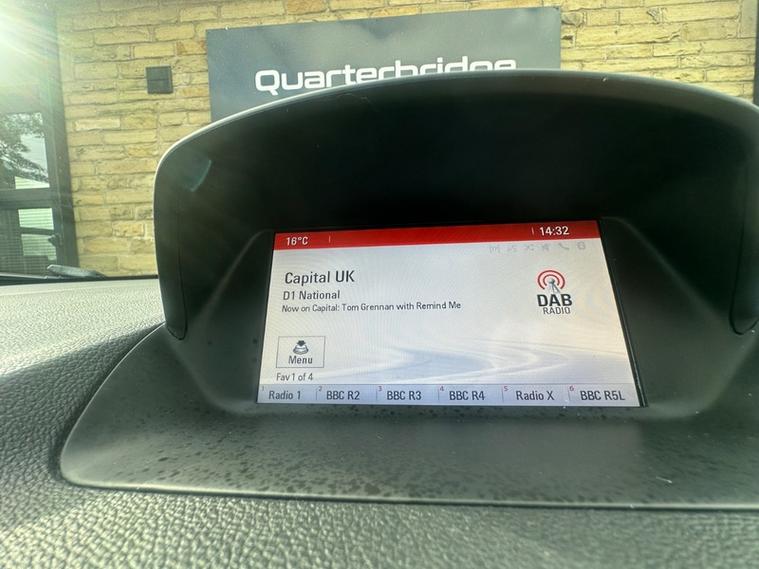 Quarterbridge
16°C 14:32
Capital UK
D1 National
Now on Capital: Tom Grennan with Remind Me
DAB
RADIO
Menu
Fav 1 of 4
1 Radio 1 2 BBC R2 3 BBC R3 4 BBC R4 5 Radio X 6 BBC R5L